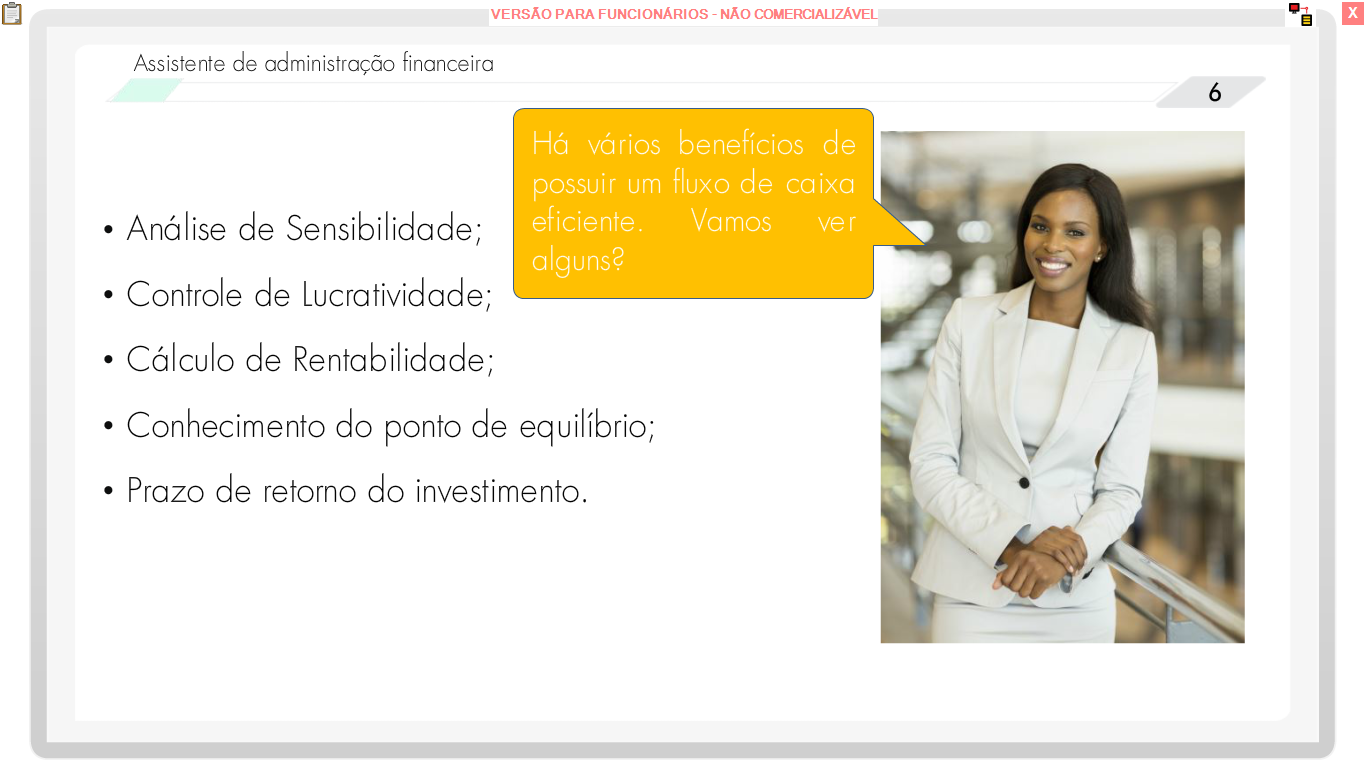 VERSÃO PARA FUNCIONÁRIOS - NÃO COMERCIALIZÁVEL
X
Assistente de administração financeira
6
Há vários benefícios de
possuir um fluxo de caixa
eficiente. Vamos ver
alguns?
• Análise de Sensibilidade;
• Controle de Lucratividade;
• Cálculo de Rentabilidade;
• Conhecimento do ponto de equilíbrio;
• Prazo de retorno do investimento.